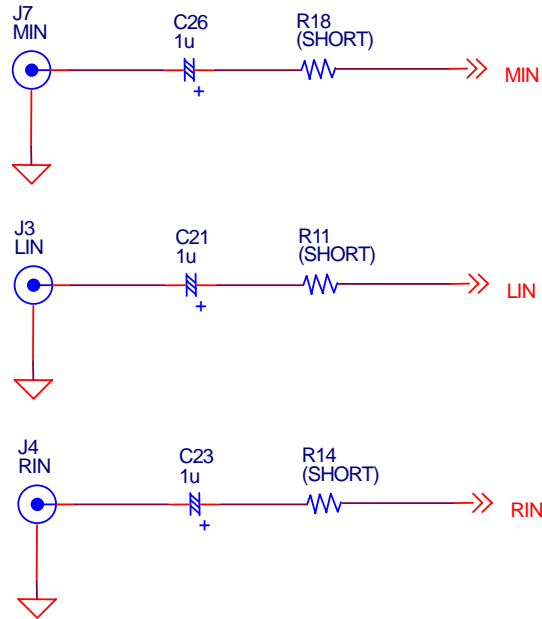 J7
MIN
C26
1u
+
R18
(SHORT)
MIN
J3
LIN
C21
1u
+
R11
(SHORT)
LIN
J4
RIN
C23
1u
+
R14
(SHORT)
RIN